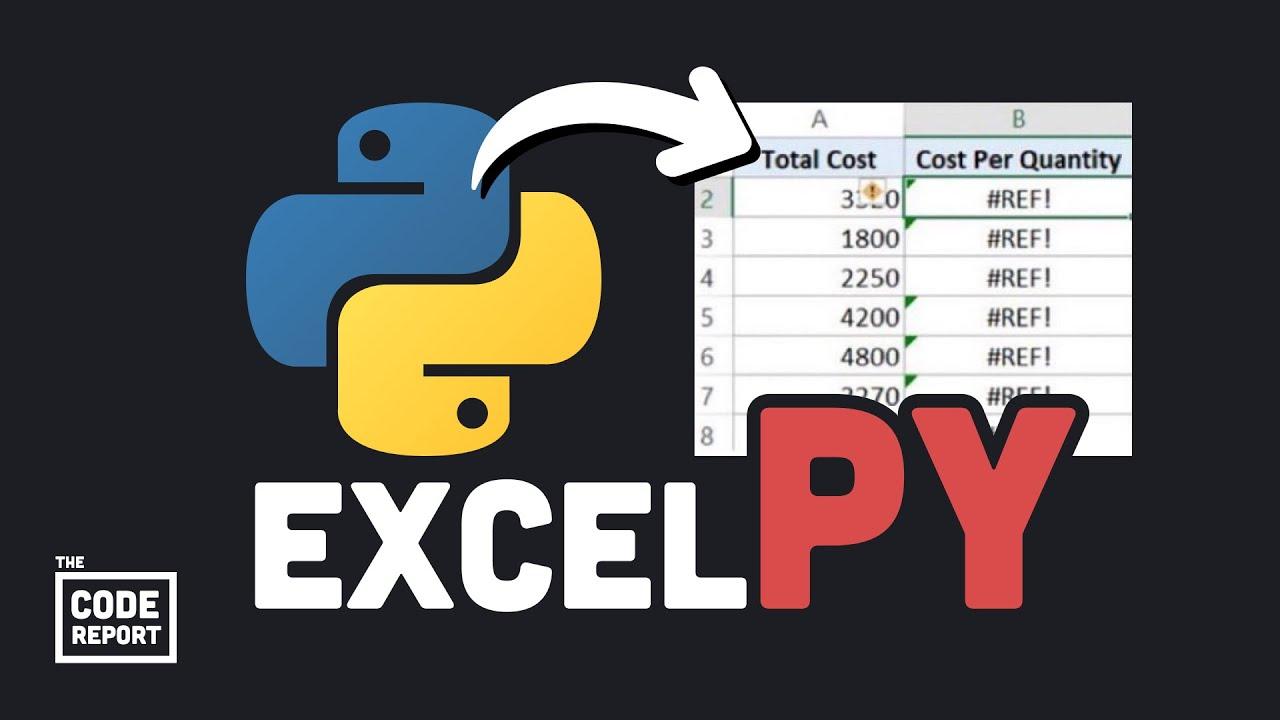 A B
Total Cost Cost Per Quantity
2 #REF!
3 1800 #REF!
4 2250 #REF!
5 4200 #REF!
6 4800 #REF!
7 #REF!
8
EXCELPY
THE
CODE
REPORT